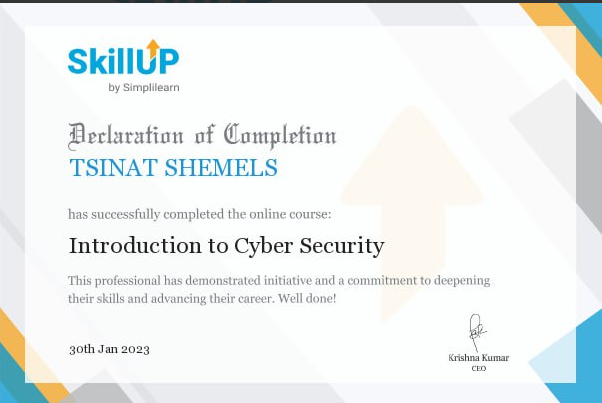 SkillUP
by Simplilearn
Declaration of Completion
TSINAT SHEMELS
has successfully completed the online course:
Introduction to Cyber Security
This professional has demonstrated initiative and a commitment to deepening
their skills and advancing their career. Well done!
30th Jan 2023
Krishna Kumar
CEO